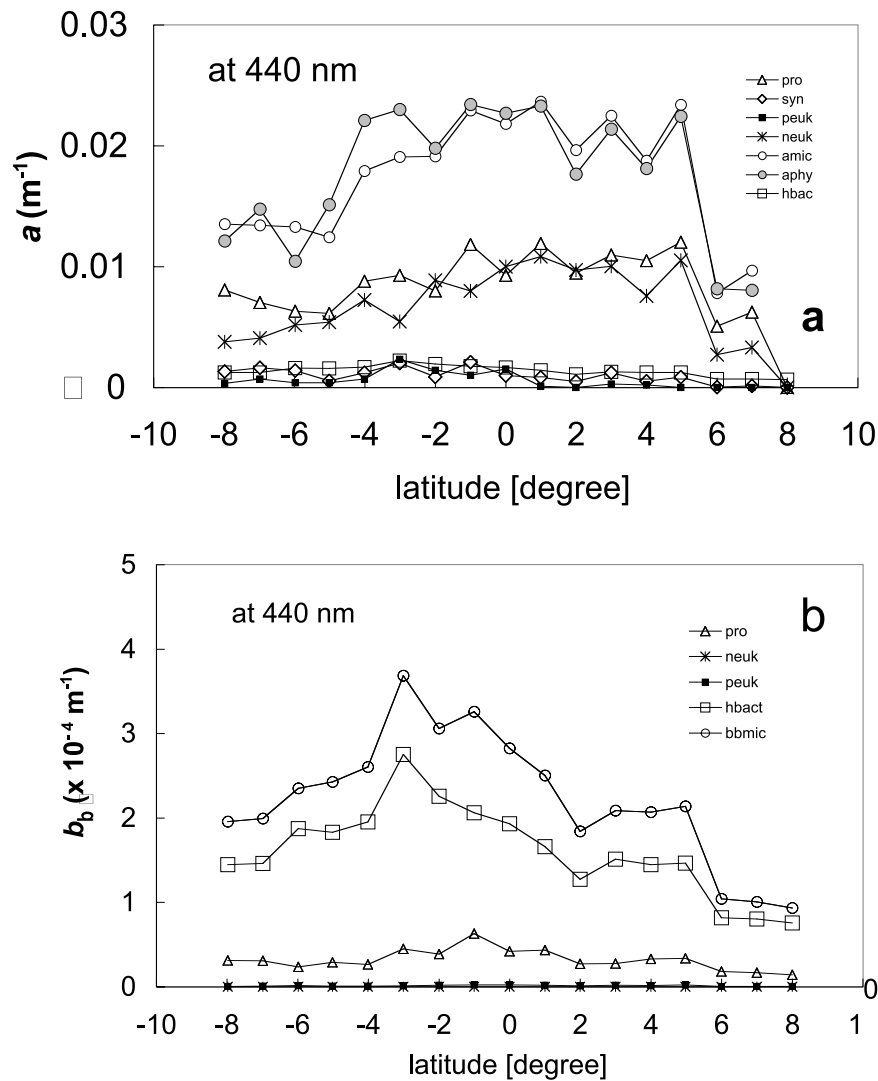 0.03
at 440 nm
pro
syn
peuk
neuk
amic
aphy
hbac
0.02
a (m⁻¹)
0.01
a
0
-10 -8 -6 -4 -2 0 2 4 6 8 10
latitude [degree]
5
at 440 nm
b
pro
neuk
peuk
hbact
bbmic
4
3
b_b (x 10⁻⁴ m⁻¹)
2
1
0
0
-10 -8 -6 -4 -2 0 2 4 6 8 1
latitude [degree]